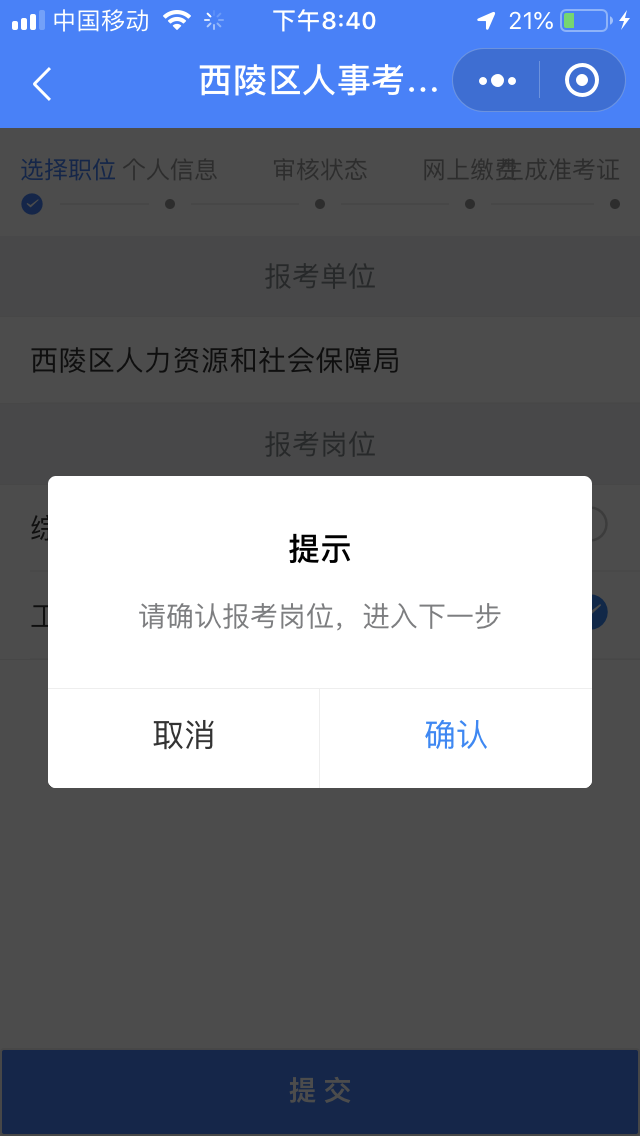 中国移动 下午8:40 21%
西陵区人事考...
选择职位 个人信息 审核状态 网上缴费 生成准考证
报考单位
西陵区人力资源和社会保障局
报考岗位
综
提示
请确认报考岗位，进入下一步
工
取消 确认
提交